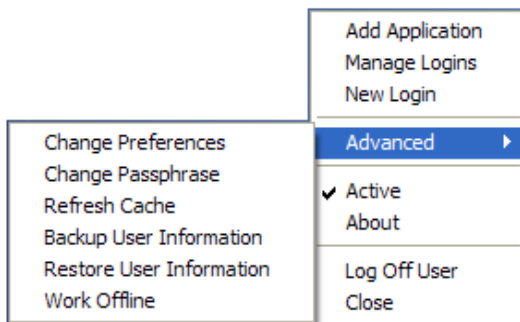 Add Application
Manage Logins
New Login
Advanced
Active
About
Log Off User
Close
Change Preferences
Change Passphrase
Refresh Cache
Backup User Information
Restore User Information
Work Offline